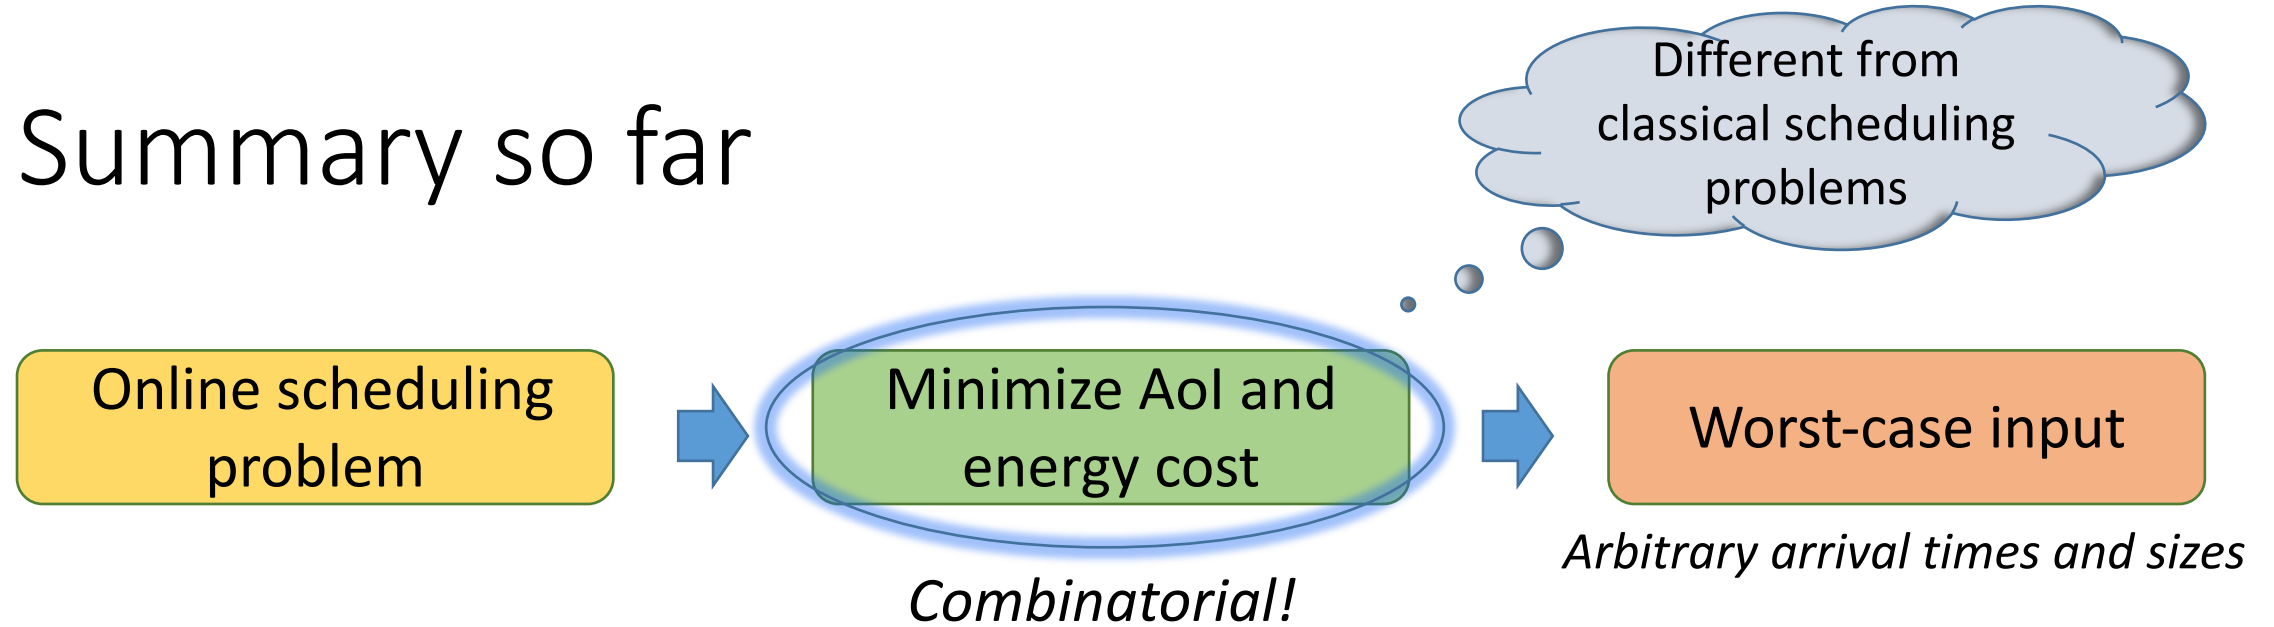 Summary so far
Different from
classical scheduling
problems
Online scheduling
problem
Minimize AoI and
energy cost
Combinatorial!
Worst-case input
Arbitrary arrival times and sizes